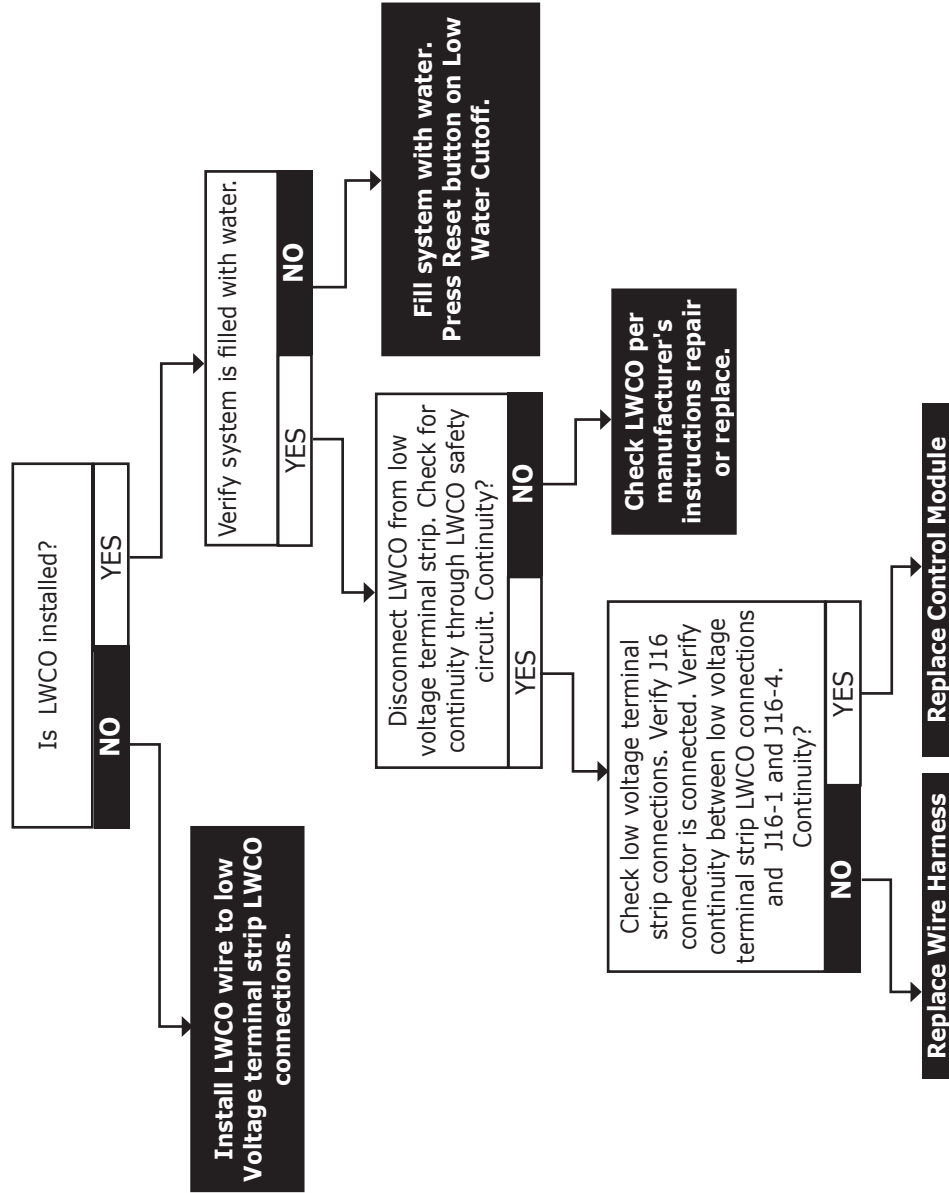 Is LWCO installed?
NO
YES
Install LWCO wire to low
Voltage terminal strip LWCO
connections.
Verify system is filled with water.
YES
NO
Fill system with water.
Press Reset button on Low
Water Cutoff.
Disconnect LWCO from low
voltage terminal strip. Check for
continuity through LWCO safety
circuit. Continuity?
YES
NO
Check LWCO per
manufacturer's
instructions repair
or replace.
Check low voltage terminal
strip connections. Verify J16
connector is connected. Verify
continuity between low voltage
terminal strip LWCO connections
and J16-1 and J16-4.
Continuity?
NO
YES
Replace Wire Harness
Replace Control Module